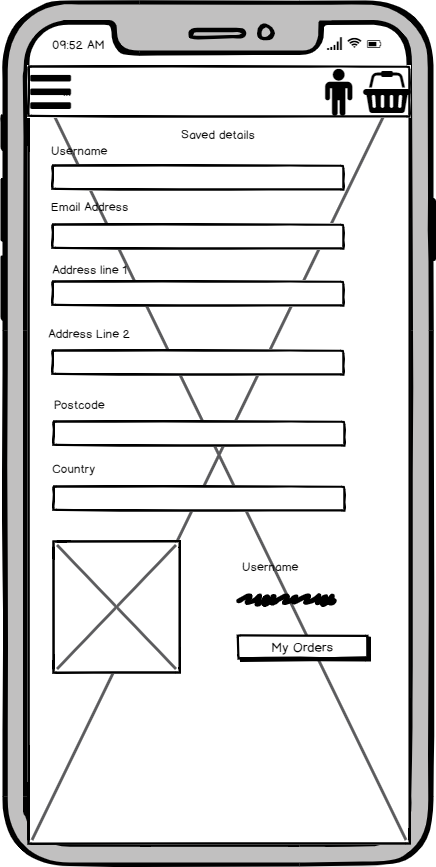 09:52 AM
Saved details
Username
Email Address
Address line 1
Address Line 2
Postcode
Country
Username
My Orders